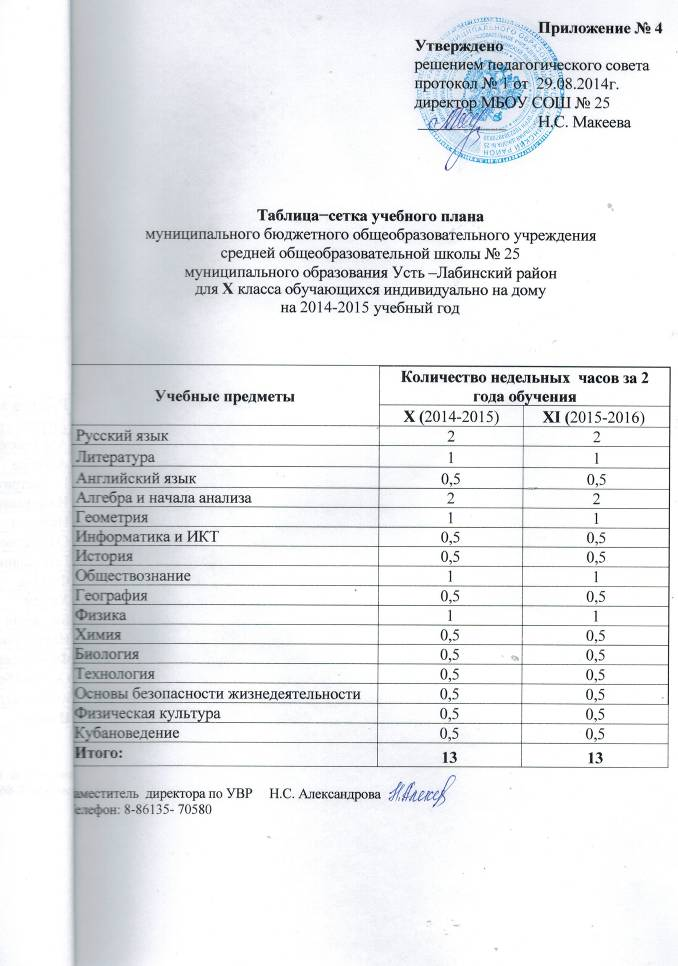 Приложение № 4
Утверждено
решением педагогического совета
протокол № 1 от 29.08.2014г.
директор МБОУ СОШ № 25
Н.С. Макеева
Таблица–сетка учебного плана
муниципального бюджетного общеобразовательного учреждения
средней общеобразовательной школы № 25
муниципального образования Усть –Лабинский район
для X класса обучающихся индивидуально на дому
на 2014-2015 учебный год
Учебные предметы Количество недельных часов за 2
года обучения
X (2014-2015) XI (2015-2016)
Русский язык 2 2
Литература 1 1
Английский язык 0,5 0,5
Алгебра и начала анализа 2 2
Геометрия 1 1
Информатика и ИКТ 0,5 0,5
История 0,5 0,5
Обществознание 1 1
География 0,5 0,5
Физика 1 1
Химия 0,5 0,5
Биология 0,5 0,5
Технология 0,5 0,5
Основы безопасности жизнедеятельности 0,5 0,5
Физическая культура 0,5 0,5
Кубановедение 0,5 0,5
Итого: 13 13
аместитель директора по УВР Н.С. Александрова
елефон: 8-86135- 70580